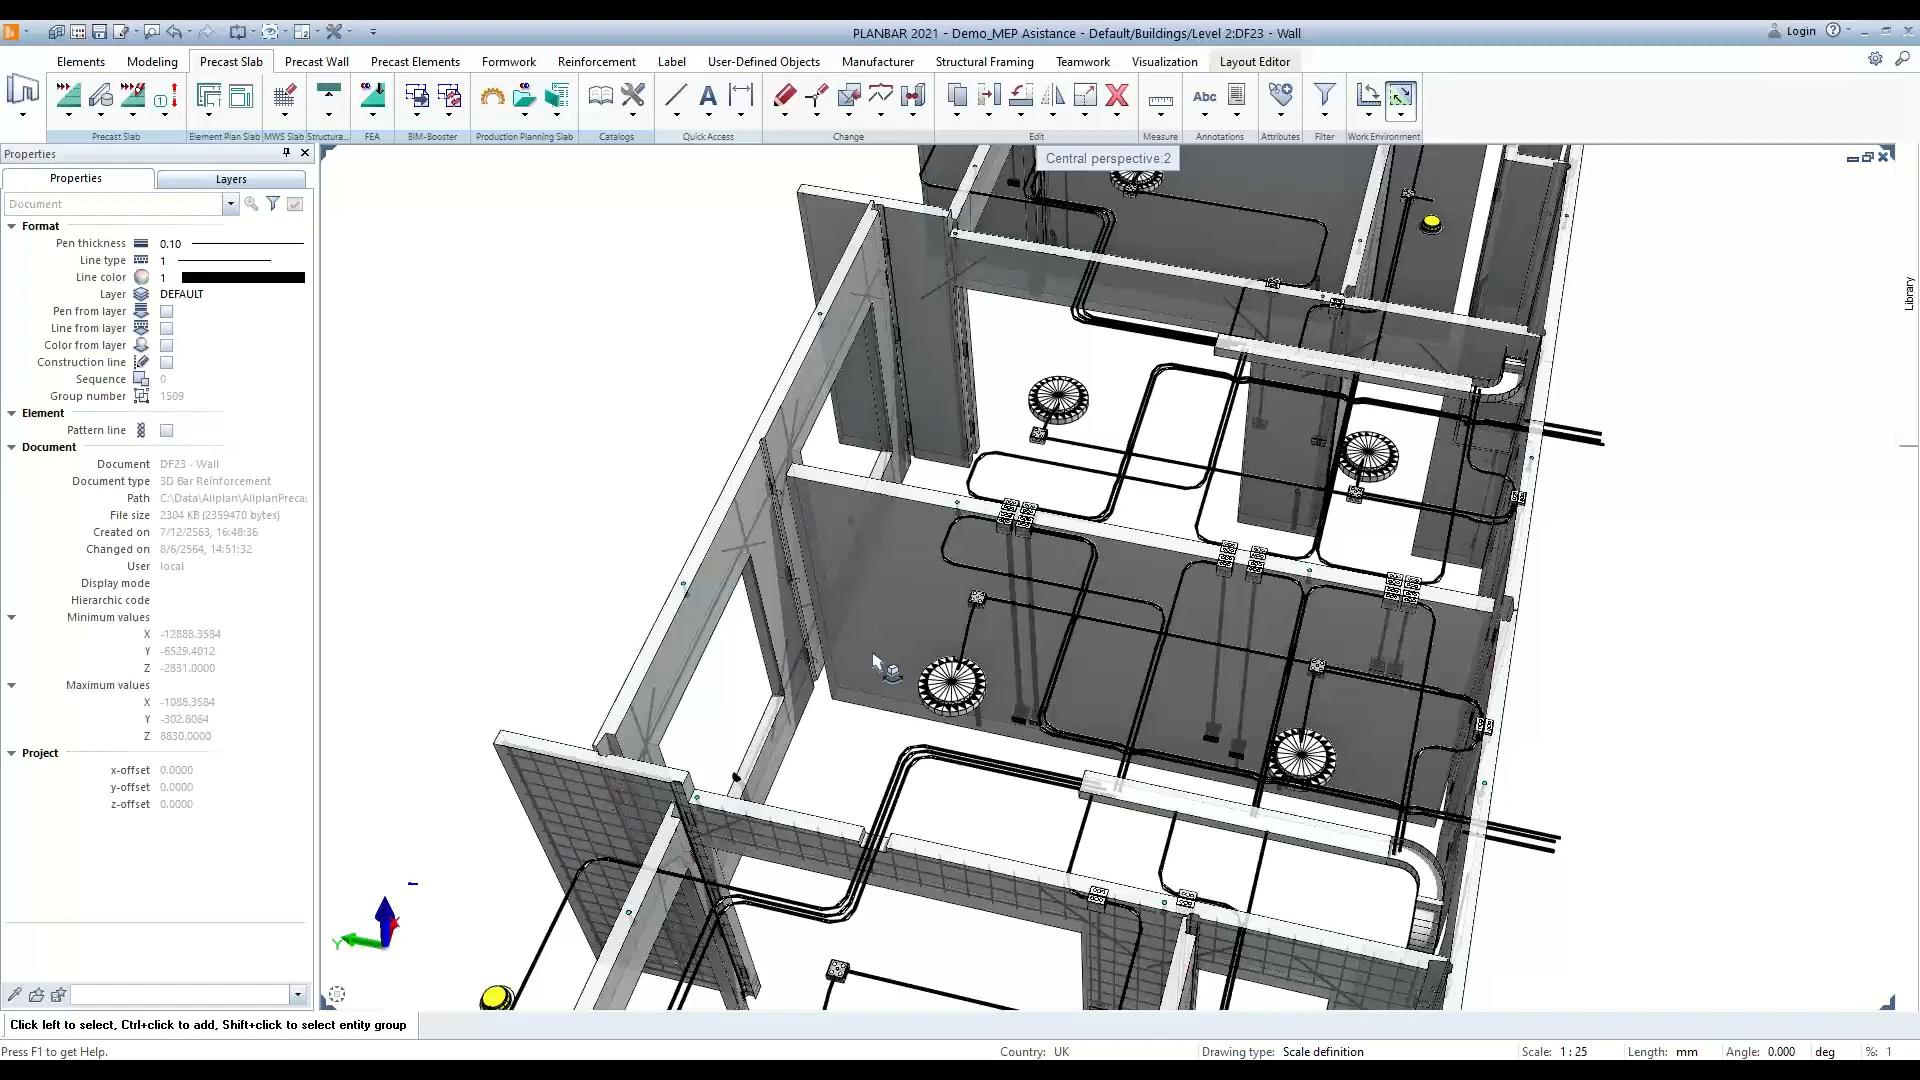 PLANBAR 2021 - Demo_MEP Asistance - Default/Buildings/Level 2:DF23 - Wall
Login
Elements Modeling Precast Slab Precast Wall Precast Elements Formwork Reinforcement Label User-Defined Objects Manufacturer Structural Framing Teamwork Visualization Layout Editor
A Abc
Precast Slab Element Plan Slab MWS Slab Structura... FEA BIM-Booster Production Planning Slab Catalogs Quick Access Change Edit Measure Annotations Attributes Filter Work Environment
Properties
Central perspective:2
Properties Layers
Document
Format
Pen thickness 0.10
Line type 1
Line color 1
Layer DEFAULT
Pen from layer
Line from layer
Color from layer
Construction line
Sequence 0
Group number 1509
Element
Pattern line
Document
Document DF23 - Wall
Document type 3D Bar Reinforcement
Path C:\Data\Allplan\AllplanPreca:
File size 2304 KB (2359470 bytes)
Created on 7/12/2563, 16:48:36
Changed on 8/6/2564, 14:51:32
User local
Display mode
Hierarchic code
Minimum values
X -12888.3584
Y -6529.4012
Z -2831.0000
Maximum values
X -1088.3584
Y -302.8064
Z 8830.0000
Project
x-offset 0.0000
y-offset 0.0000
z-offset 0.0000
Library
Y
Click left to select, Ctrl+click to add, Shift+click to select entity group
Press F1 to get Help. Country: UK Drawing type: Scale definition Scale: 1 : 25 Length: mm Angle: 0.000 deg %: 1